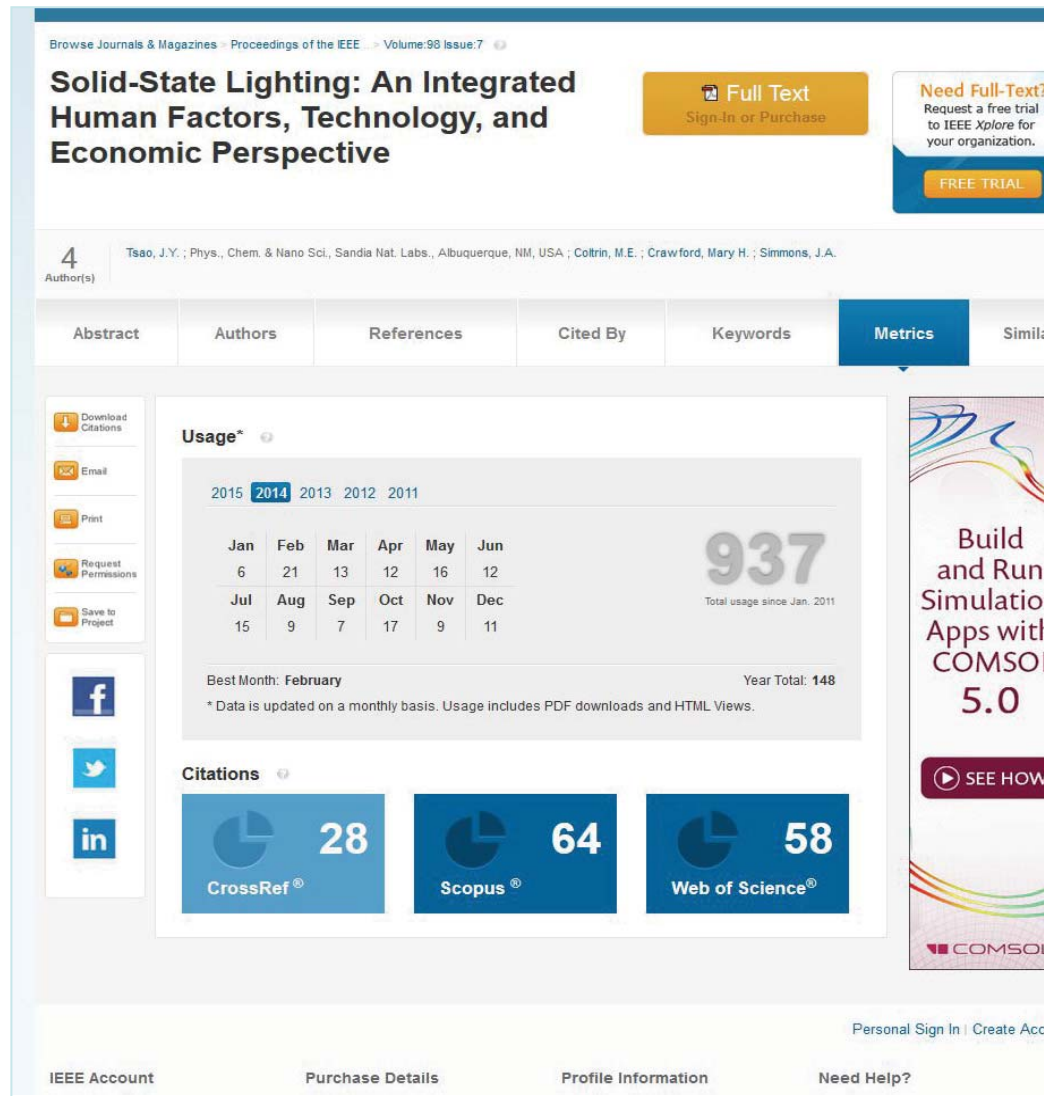 Browse Journals & Magazines > Proceedings of the IEEE ... > Volume:98 Issue:7
Solid-State Lighting: An Integrated
Human Factors, Technology, and
Economic Perspective
Full Text
Sign-In or Purchase
Need Full-Text?
Request a free trial
to IEEE Xplore for
your organization.
FREE TRIAL
4
Author(s)
Tsao, J.Y. ; Phys., Chem. & Nano Sci., Sandia Nat. Labs., Albuquerque, NM, USA ; Coltrin, M.E. ; Crawford, Mary H. ; Simmons, J.A.
Abstract Authors References Cited By Keywords Metrics Simila
Download
Citations
Email
Print
Request
Permissions
Save to
Project
Usage*
2015 2014 2013 2012 2011
Jan Feb Mar Apr May Jun
6 21 13 12 16 12
Jul Aug Sep Oct Nov Dec
15 9 7 17 9 11
937
Total usage since Jan. 2011
Best Month: February
Year Total: 148
* Data is updated on a monthly basis. Usage includes PDF downloads and HTML Views.
Citations
28
CrossRef ®
64
Scopus ®
58
Web of Science®
Build
and Run
Simulatio
Apps with
COMSOL
5.0
SEE HOW
COMSOL
Personal Sign In | Create Acc
IEEE Account Purchase Details Profile Information Need Help?